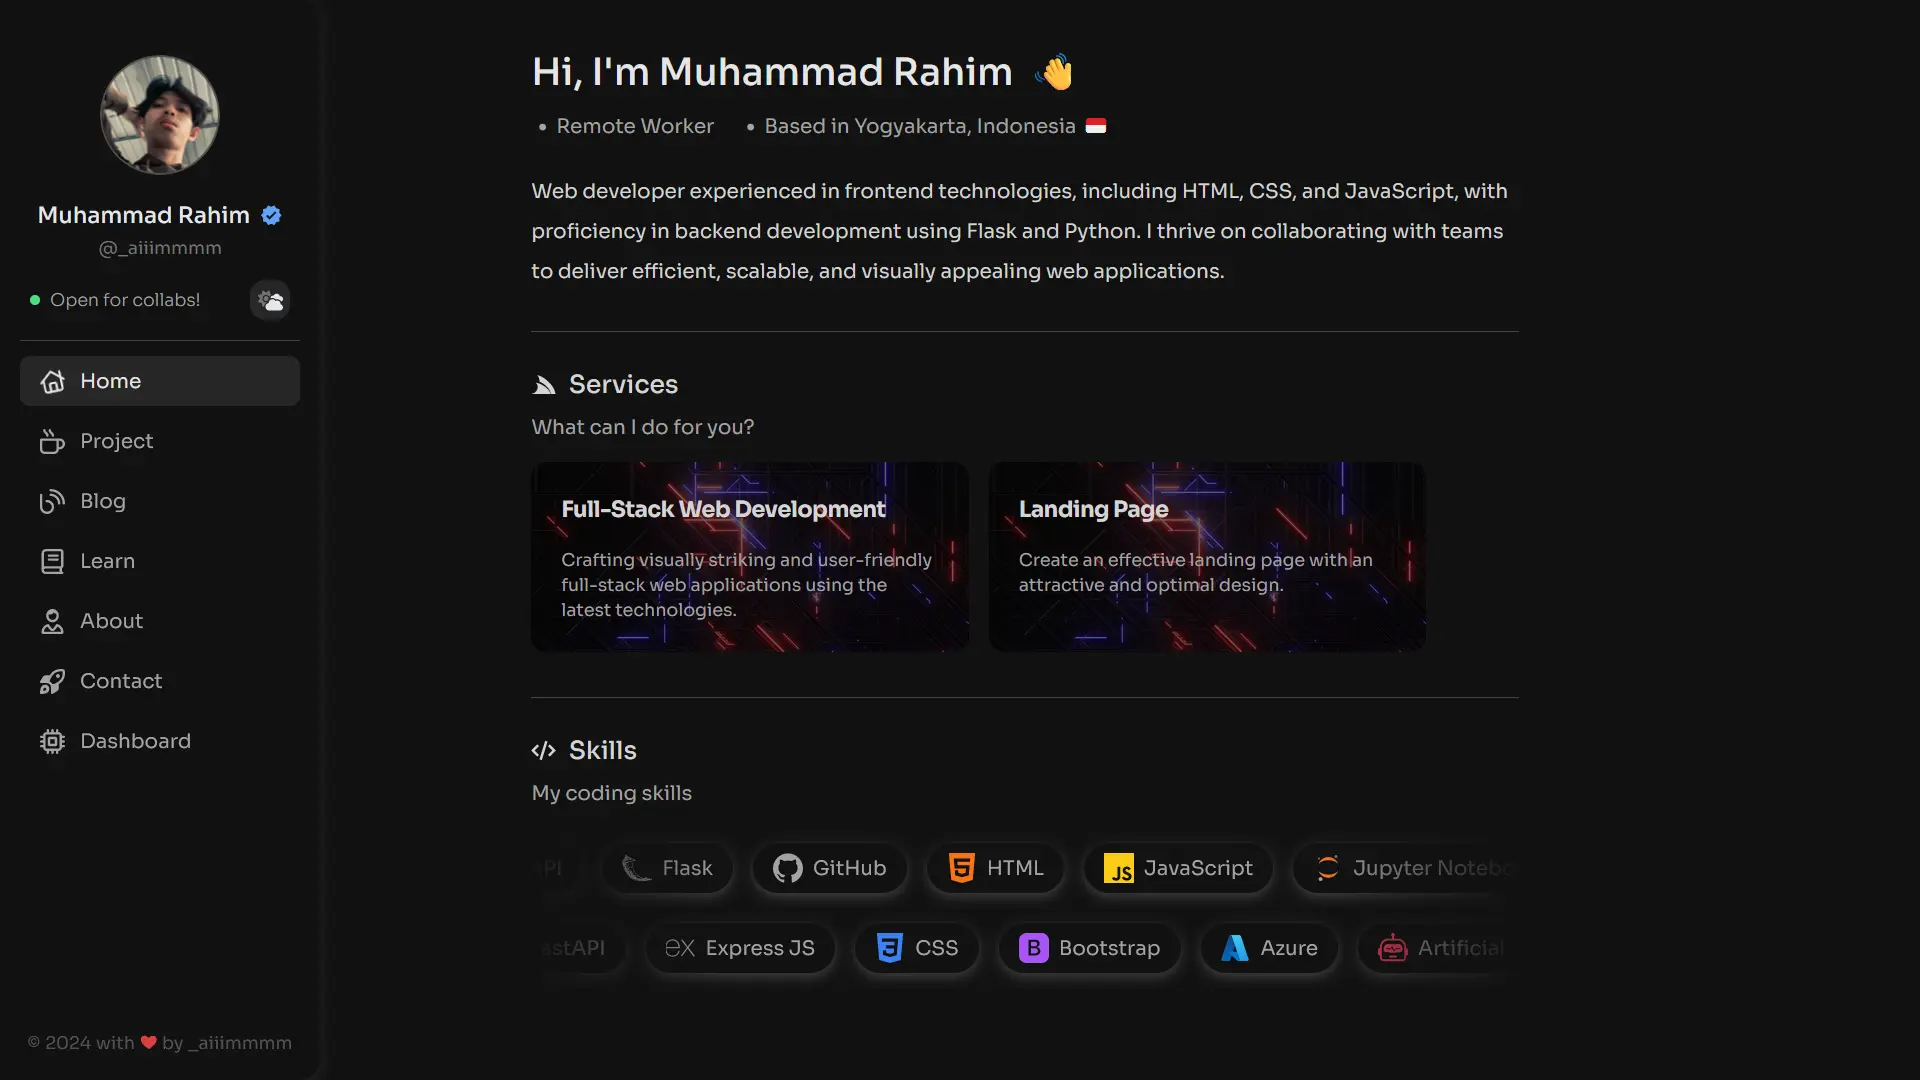 Muhammad Rahim
@_aiiimmmm
Open for collabs!
Home
Project
Blog
Learn
About
Contact
Dashboard
© 2024 with ❤️ by _aiiimmmm
Hi, I'm Muhammad Rahim 👋
• Remote Worker • Based in Yogyakarta, Indonesia 🇮🇩
Web developer experienced in frontend technologies, including HTML, CSS, and JavaScript, with
proficiency in backend development using Flask and Python. I thrive on collaborating with teams
to deliver efficient, scalable, and visually appealing web applications.
Services
What can I do for you?
Full-Stack Web Development
Crafting visually striking and user-friendly
full-stack web applications using the
latest technologies.
Landing Page
Create an effective landing page with an
attractive and optimal design.
</> Skills
My coding skills
Flask GitHub HTML JS JavaScript Jupyter
ex Express JS CSS B Bootstrap Azure Artificial